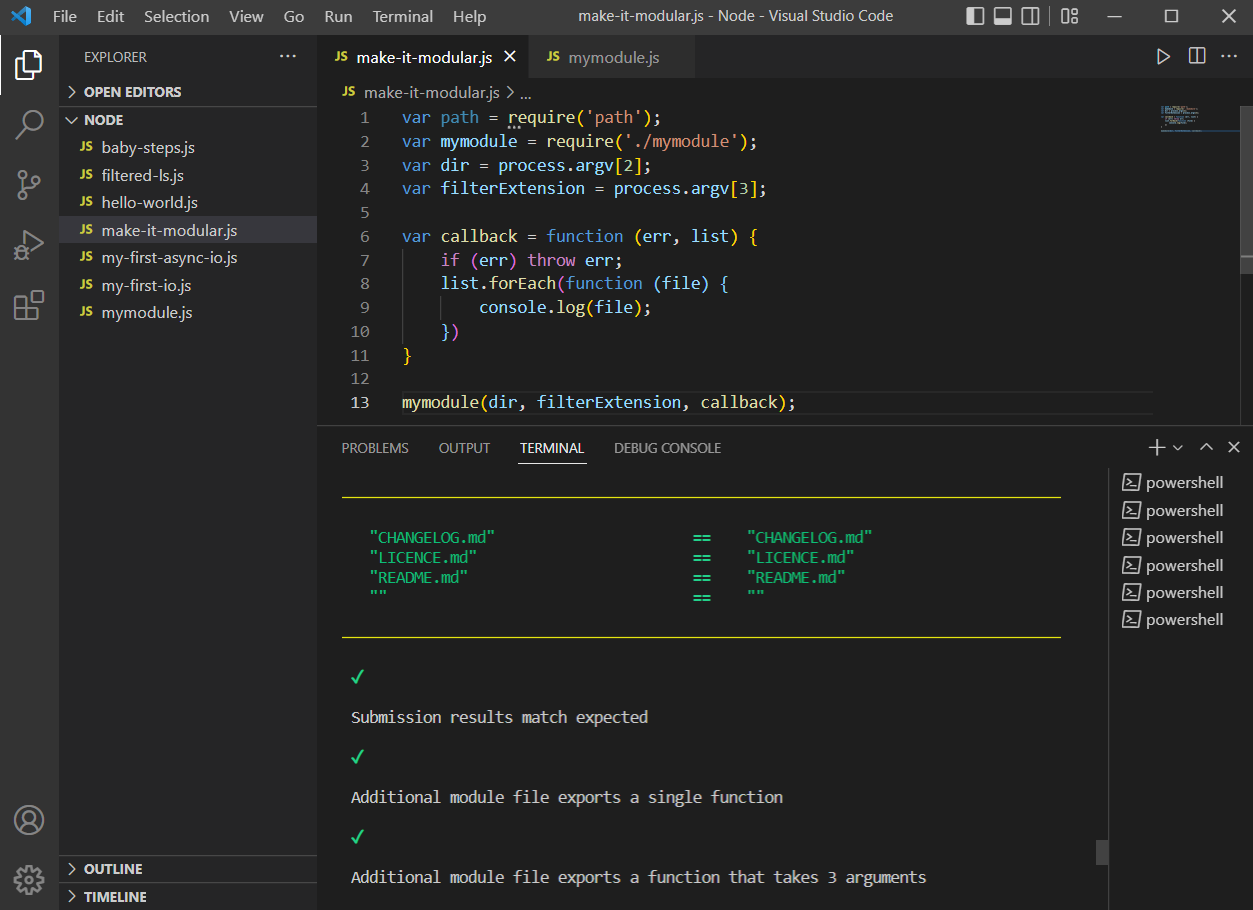 File Edit Selection View Go Run Terminal Help make-it-modular.js - Node - Visual Studio Code
EXPLORER ···
OPEN EDITORS
NODE
JS baby-steps.js
JS filtered-ls.js
JS hello-world.js
JS make-it-modular.js
JS my-first-async-io.js
JS my-first-io.js
JS mymodule.js
OUTLINE
TIMELINE
JS make-it-modular.js JS mymodule.js
JS make-it-modular.js > ...
1 var path = require('path');
2 var mymodule = require('./mymodule');
3 var dir = process.argv[2];
4 var filterExtension = process.argv[3];
5
6 var callback = function (err, list) {
7 if (err) throw err;
8 list.forEach(function (file) {
9 console.log(file);
10 })
11 }
12
13 mymodule(dir, filterExtension, callback);
PROBLEMS OUTPUT TERMINAL DEBUG CONSOLE
"CHANGELOG.md" == "CHANGELOG.md"
"LICENCE.md" == "LICENCE.md"
"README.md" == "README.md"
"" == ""
✓
Submission results match expected
✓
Additional module file exports a single function
✓
Additional module file exports a function that takes 3 arguments
powershell
powershell
powershell
powershell
powershell
powershell